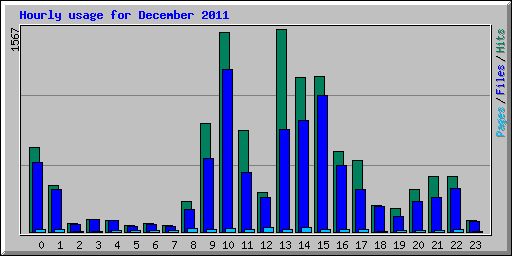 Hourly usage for December 2011
1567
Pages / Files / Hits
0 1 2 3 4 5 6 7 8 9 10 11 12 13 14 15 16 17 18 19 20 21 22 23